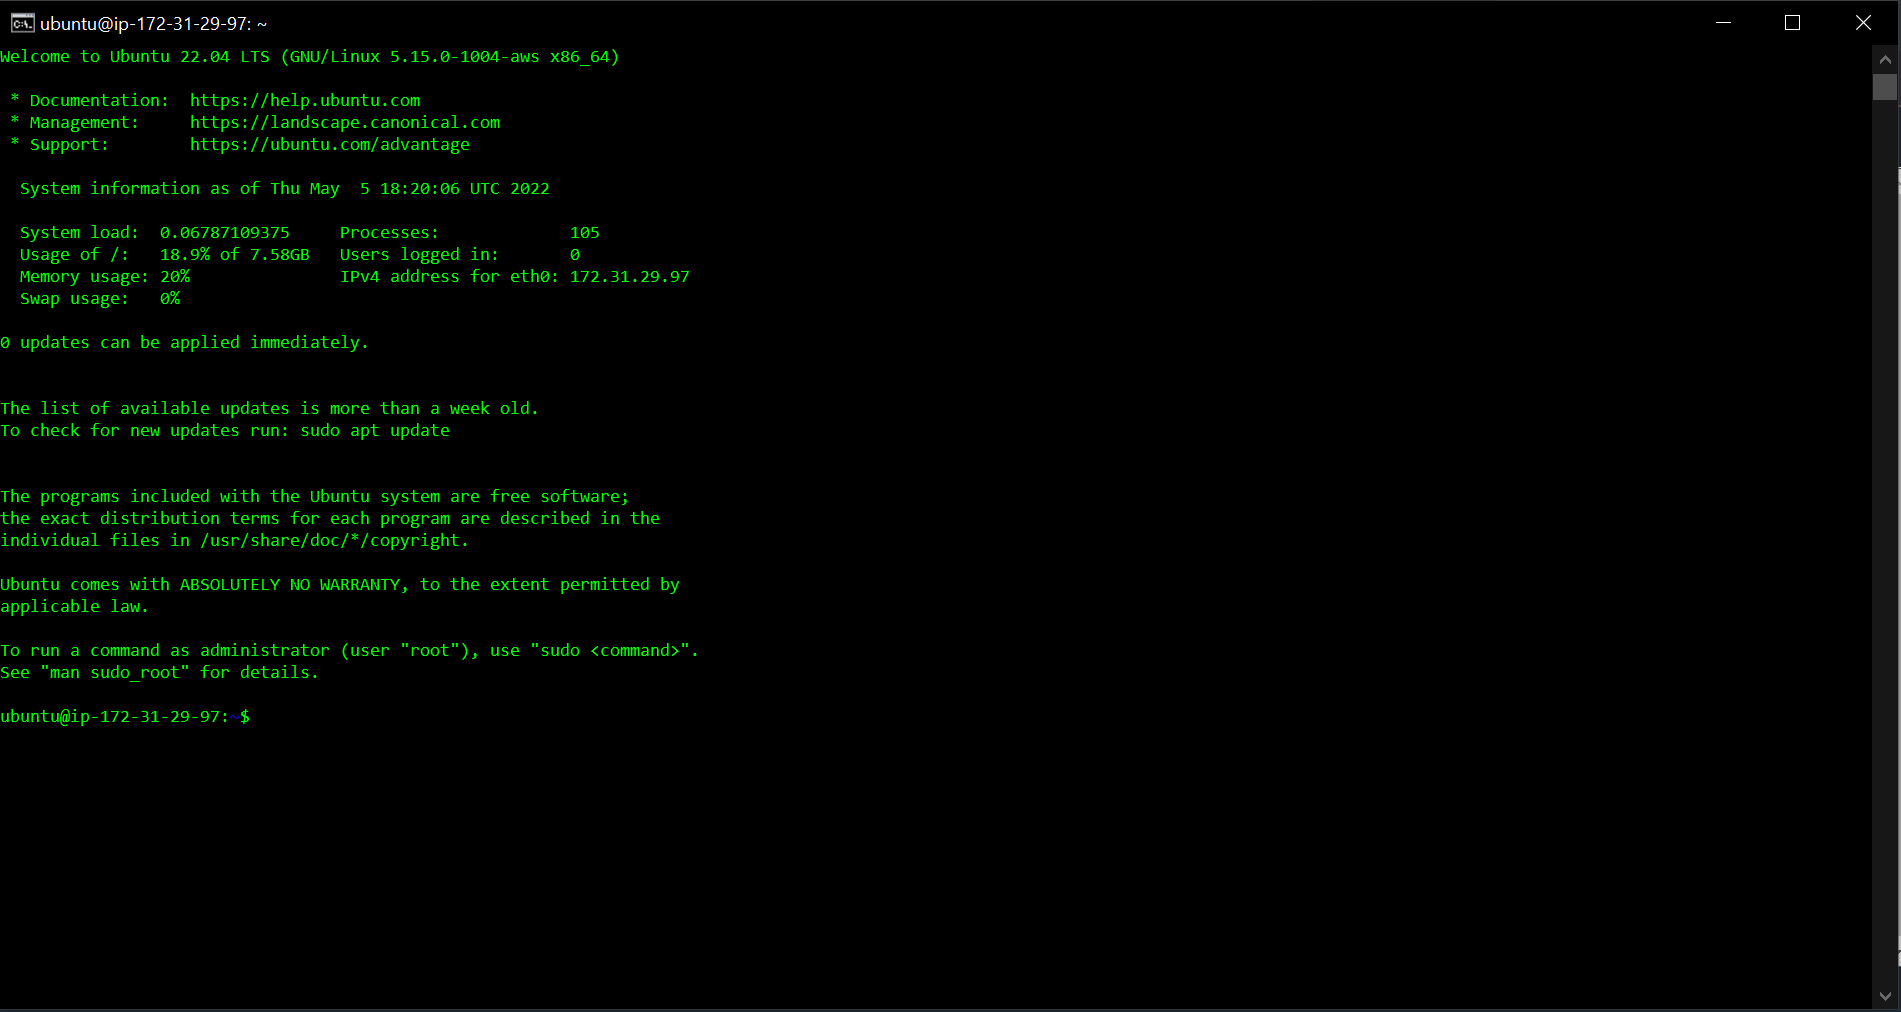 ubuntu@ip-172-31-29-97: ~
Welcome to Ubuntu 22.04 LTS (GNU/Linux 5.15.0-1004-aws x86_64)
* Documentation:  https://help.ubuntu.com
* Management:     https://landscape.canonical.com
* Support:        https://ubuntu.com/advantage
System information as of Thu May  5 18:20:06 UTC 2022
System load:  0.06787109375     Processes:             105
Usage of /:   18.9% of 7.58GB   Users logged in:       0
Memory usage: 20%               IPv4 address for eth0: 172.31.29.97
Swap usage:   0%
0 updates can be applied immediately.
The list of available updates is more than a week old.
To check for new updates run: sudo apt update
The programs included with the Ubuntu system are free software;
the exact distribution terms for each program are described in the
individual files in /usr/share/doc/*/copyright.
Ubuntu comes with ABSOLUTELY NO WARRANTY, to the extent permitted by
applicable law.
To run a command as administrator (user "root"), use "sudo <command>".
See "man sudo_root" for details.
ubuntu@ip-172-31-29-97:~$